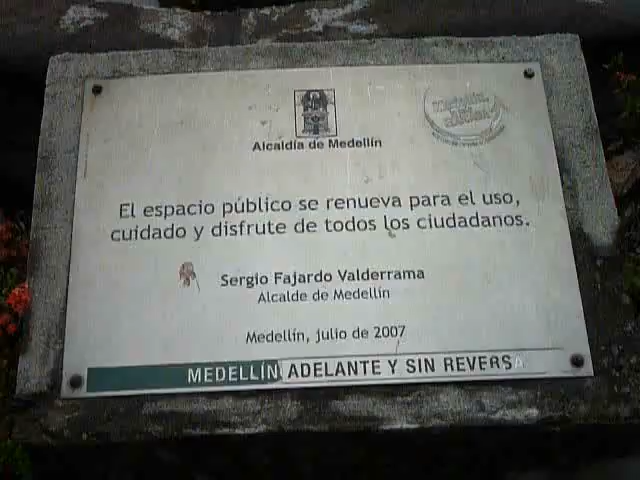 Alcaldía de Medellín
El espacio público se renueva para el uso,
cuidado y disfrute de todos los ciudadanos.
Sergio Fajardo Valderrama
Alcalde de Medellín
Medellín, julio de 2007
MEDELLÍN ADELANTE Y SIN REVERSA